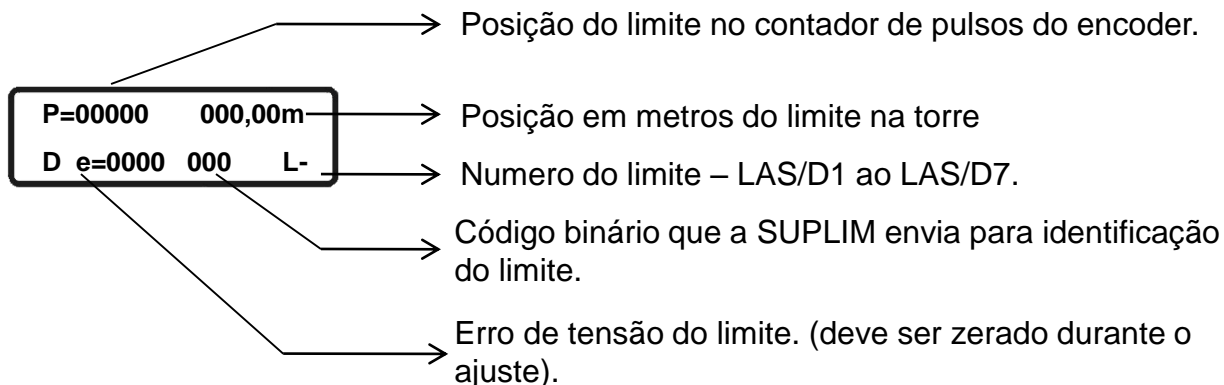 Posição do limite no contador de pulsos do encoder.
P=00000 000,00m
Posição em metros do limite na torre
D e=0000 000 L-
Numero do limite – LAS/D1 ao LAS/D7.
Código binário que a SUPLIM envia para identificação
do limite.
Erro de tensão do limite. (deve ser zerado durante o
ajuste).